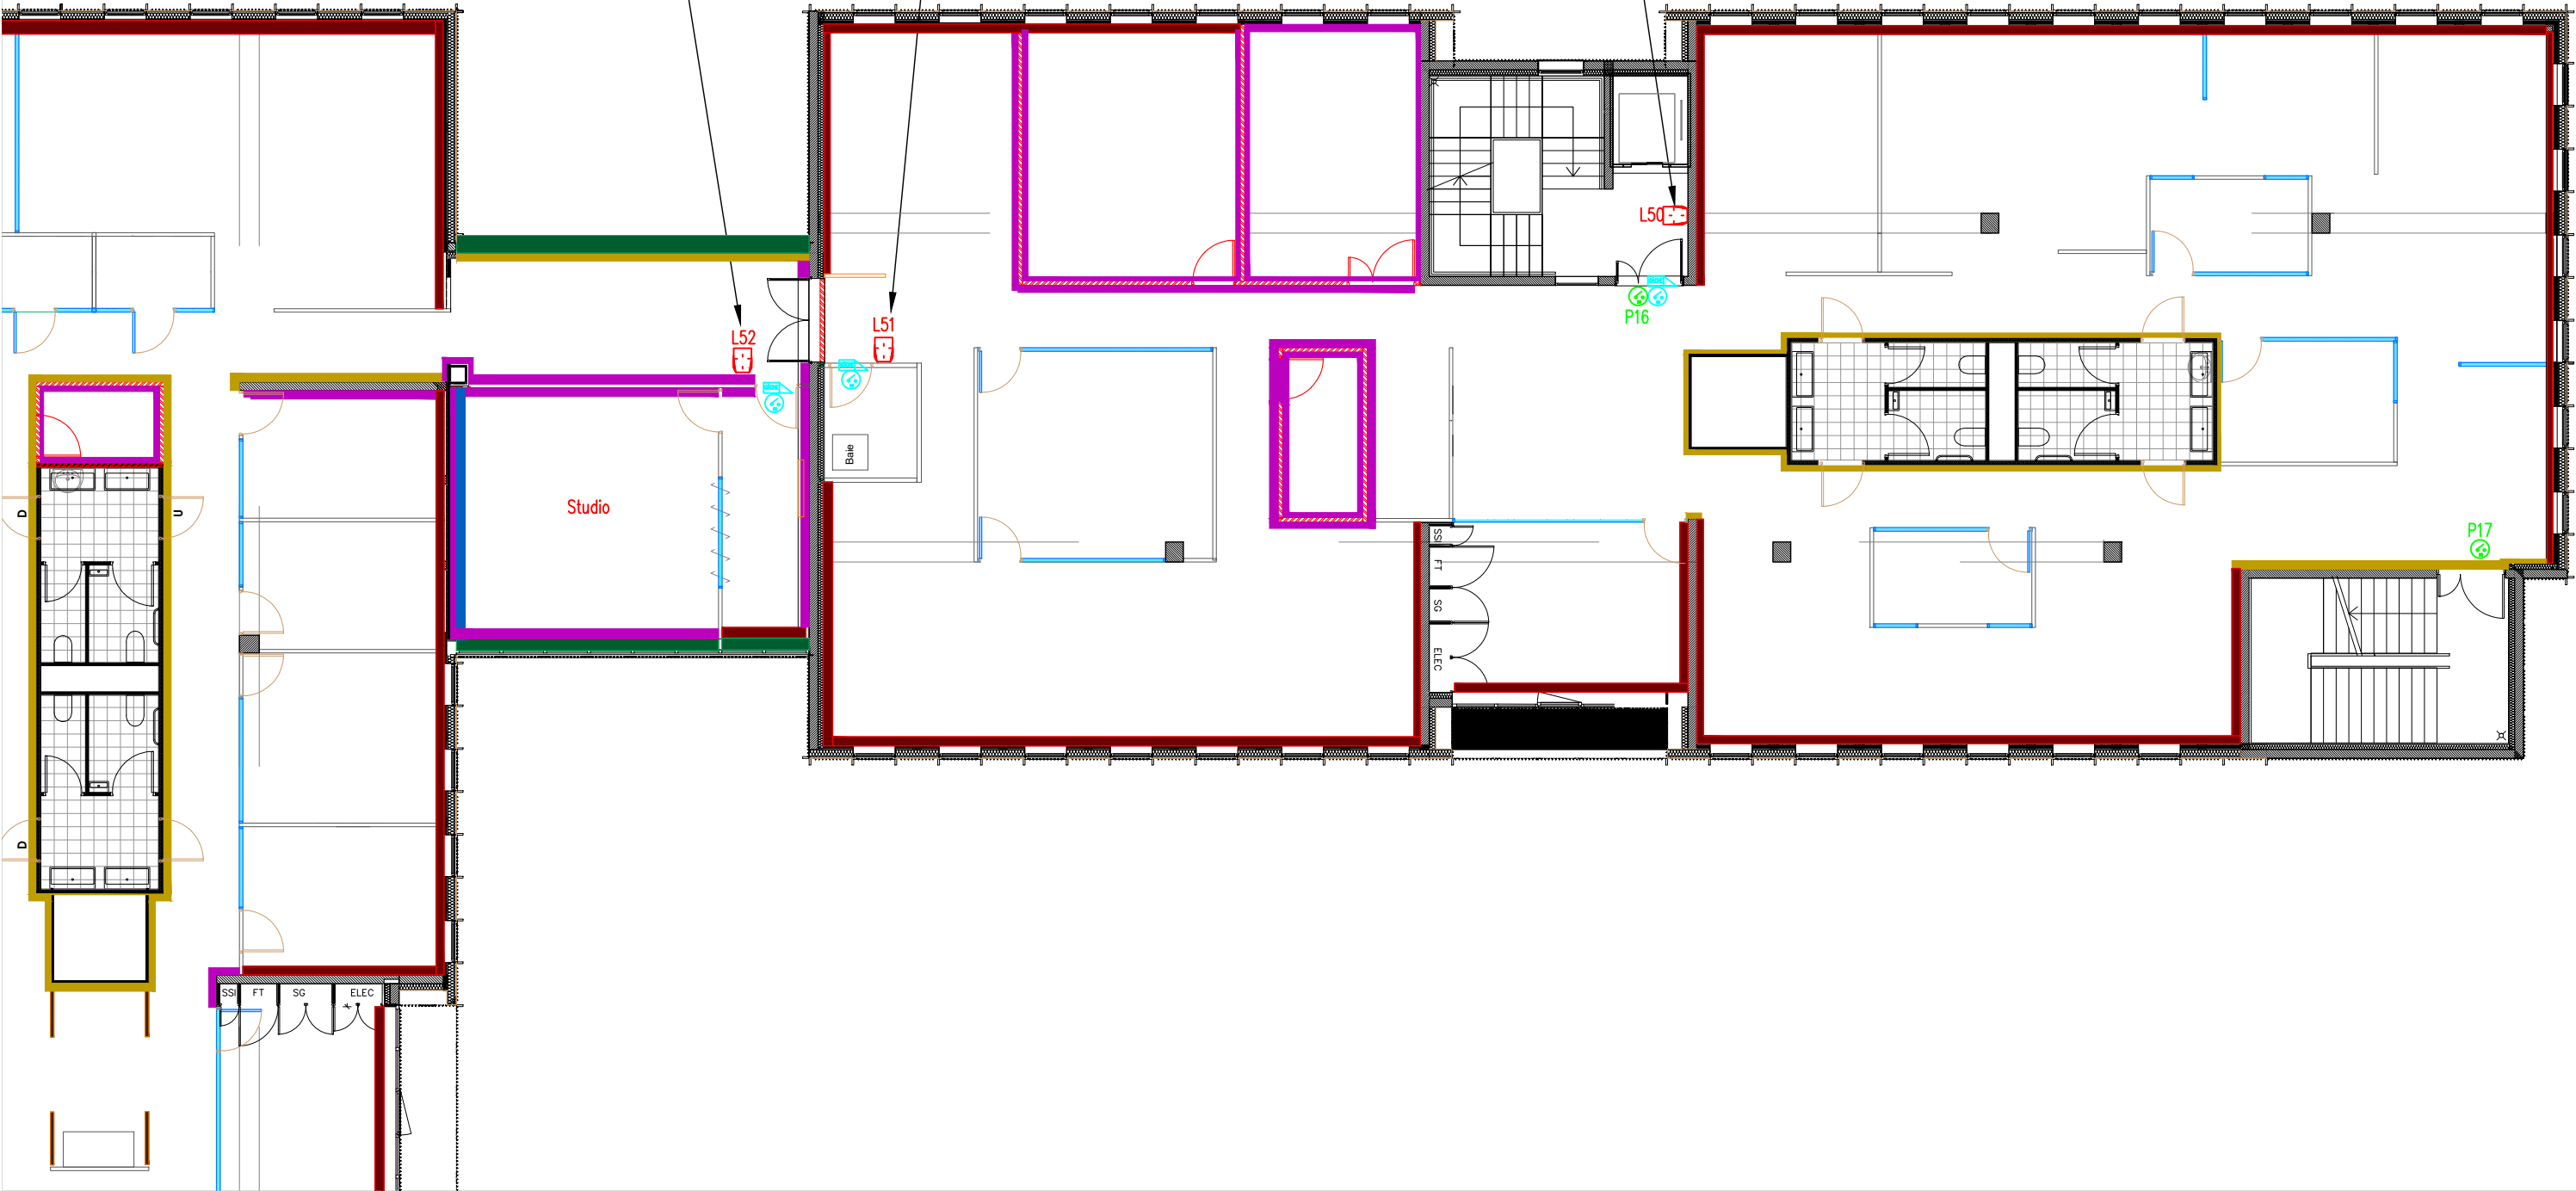 L50
P16
L52
L51
Baie
Studio
D
U
SSI
FT
SG
ELEC
P17
D
SSI
FT
SG
ELEC